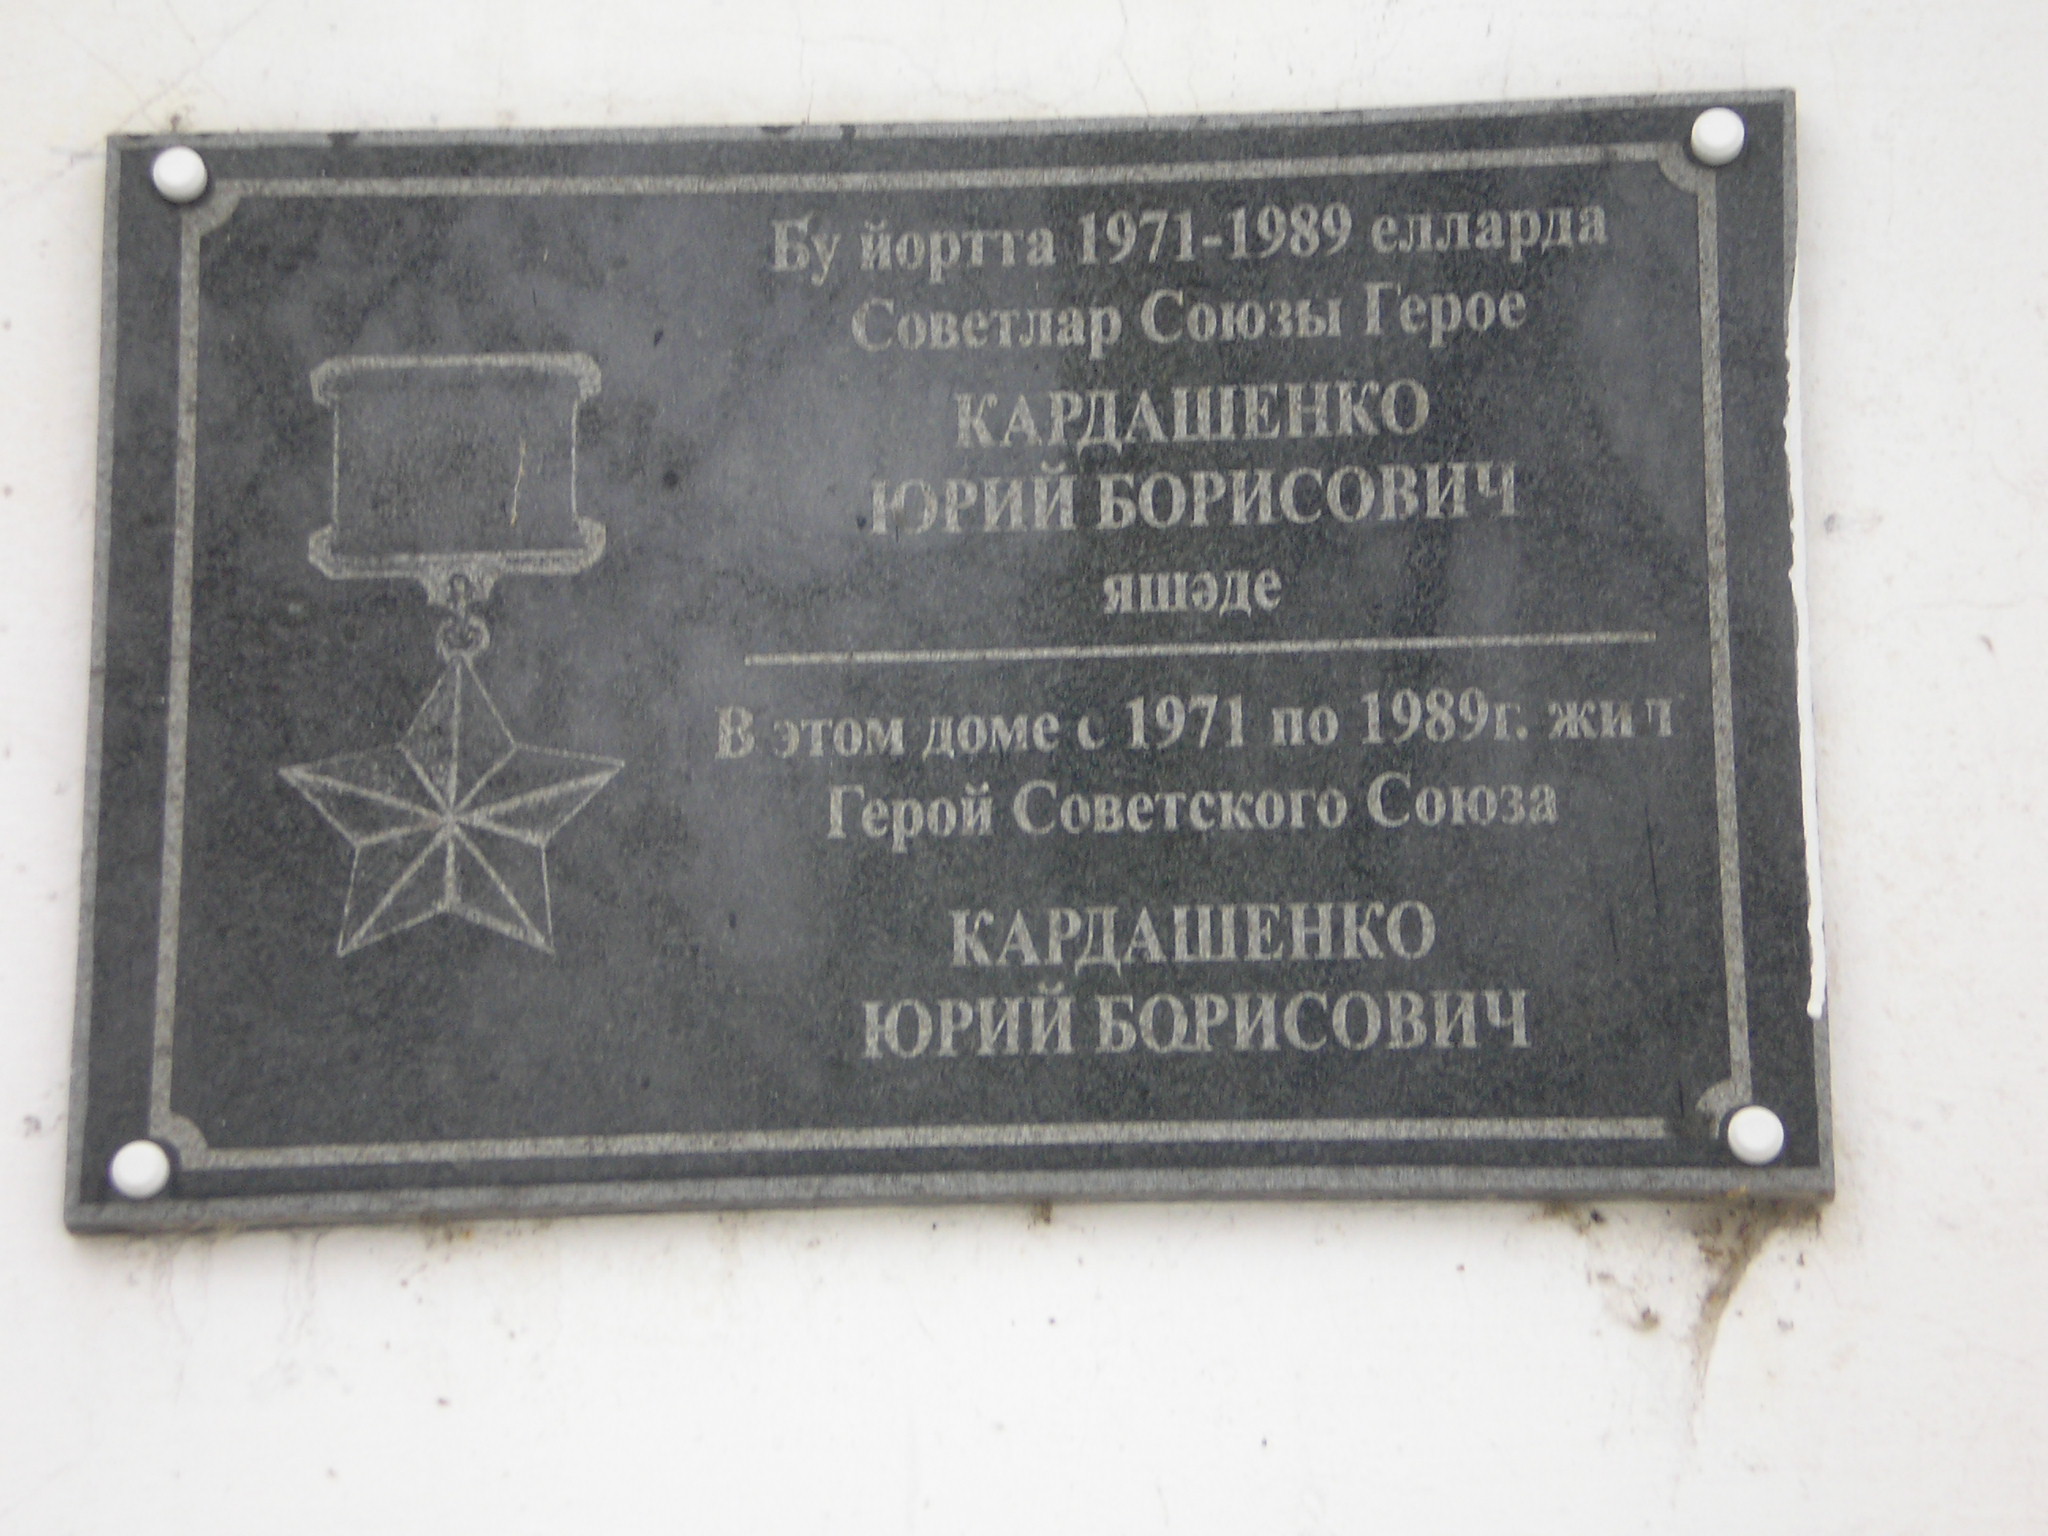 Бу йортта 1971-1989 елларда
Советлар Союзы Герое
КАРДАШЕНКО
ЮРИЙ БОРИСОВИЧ
яшәде
В этом доме с 1971 по 1989г. жил
Герой Советского Союза
КАРДАШЕНКО
ЮРИЙ БОРИСОВИЧ